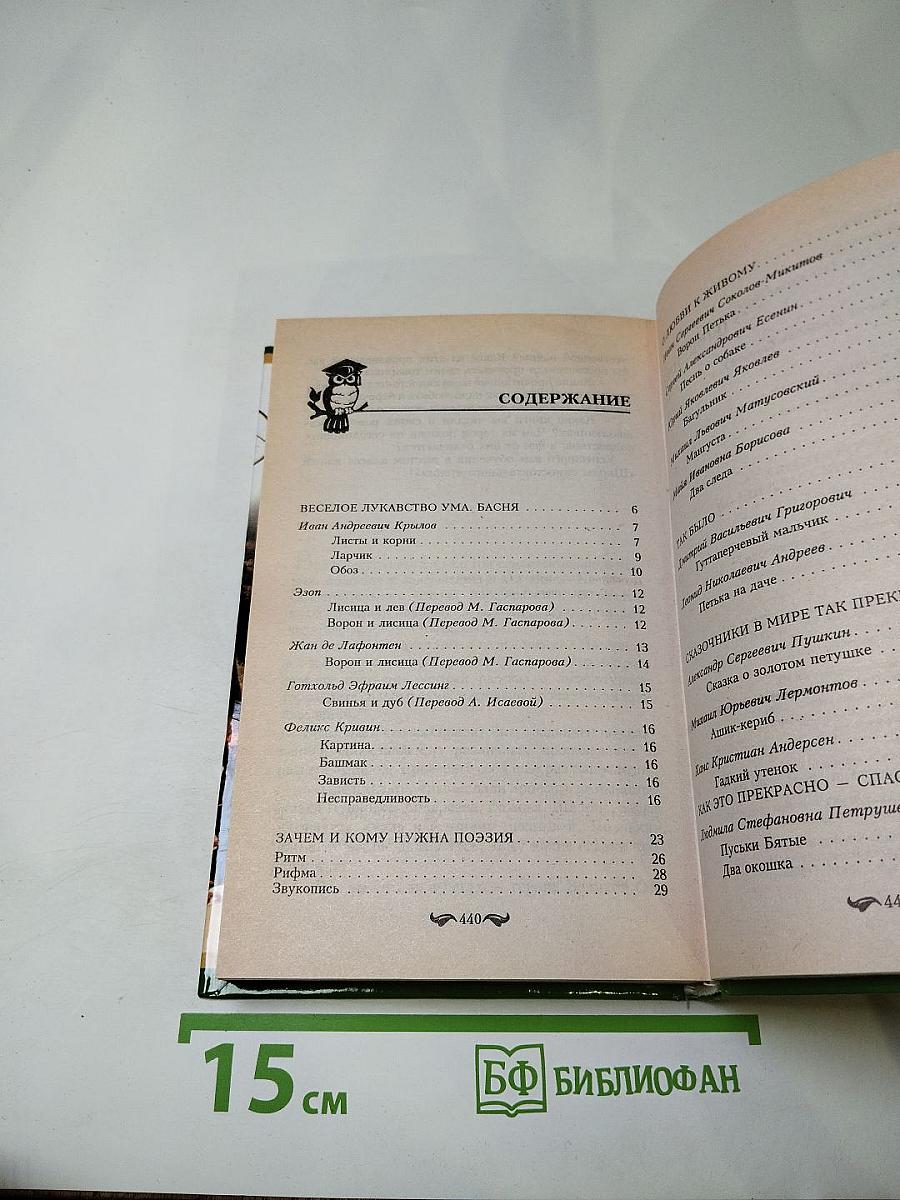 СОДЕРЖАНИЕ
ВЕСЕЛОЕ ЛУКАВСТВО УМА. БАСНЯ . . . . . . . . . . . . 6
Иван Андреевич Крылов . . . . . . . . . . . . 7
Листы и корни . . . . . . . . . . . . 7
Ларчик . . . . . . . . . . . . 9
Обоз . . . . . . . . . . . . 10
Эзоп . . . . . . . . . . . . 12
Лисица и лев (Перевод М. Гаспарова) . . . . . . . . . . . . 12
Ворон и лисица (Перевод М. Гаспарова) . . . . . . . . . . . . 12
Жан де Лафонтен . . . . . . . . . . . . 13
Ворон и лисица (Перевод М. Гаспарова) . . . . . . . . . . . . 14
Готхольд Эфраим Лессинг . . . . . . . . . . . . 15
Свинья и дуб (Перевод А. Исаевой) . . . . . . . . . . . . 15
Феликс Кривин . . . . . . . . . . . . 16
Картина . . . . . . . . . . . . 16
Башмак . . . . . . . . . . . . 16
Зависть . . . . . . . . . . . . 16
Несправедливость . . . . . . . . . . . . 16
ЗАЧЕМ И КОМУ НУЖНА ПОЭЗИЯ . . . . . . . . . . . . 23
Ритм . . . . . . . . . . . . 26
Рифма . . . . . . . . . . . . 28
Звукопись . . . . . . . . . . . . 29
440
О ЛЮБВИ К ЖИВОМУ . . . . . .
Сергеевич Соколов-Микитов
Ворон Петька . . . . . .
Сергей Александрович Есенин
Песнь о собаке . . . . . .
Юрий Яковлевич Яковлев
Багульник . . . . . .
Михаил Львович Матусовский
Мангуста . . . . . .
Майя Ивановна Борисова
Два следа . . . . . .
ТАК БЫЛО . . . . . .
Дмитрий Васильевич Григорович
Гуттаперчевый мальчик
Леонид Николаевич Андреев
Петька на даче . . . . . .
СКАЗОЧНИКИ В МИРЕ ТАК ПРЕК
Александр Сергеевич Пушкин
Сказка о золотом петушке
Михаил Юрьевич Лермонтов
Ашик-кериб . . . . . .
Ханс Кристиан Андерсен
Гадкий утенок . . . . . .
КАК ЭТО ПРЕКРАСНО — СПАС
Людмила Стефановна Петруше
Пуськи Бятые . . . . . .
Два окошка . . . . . .
44
15 см
БФ БИБЛИОФАН